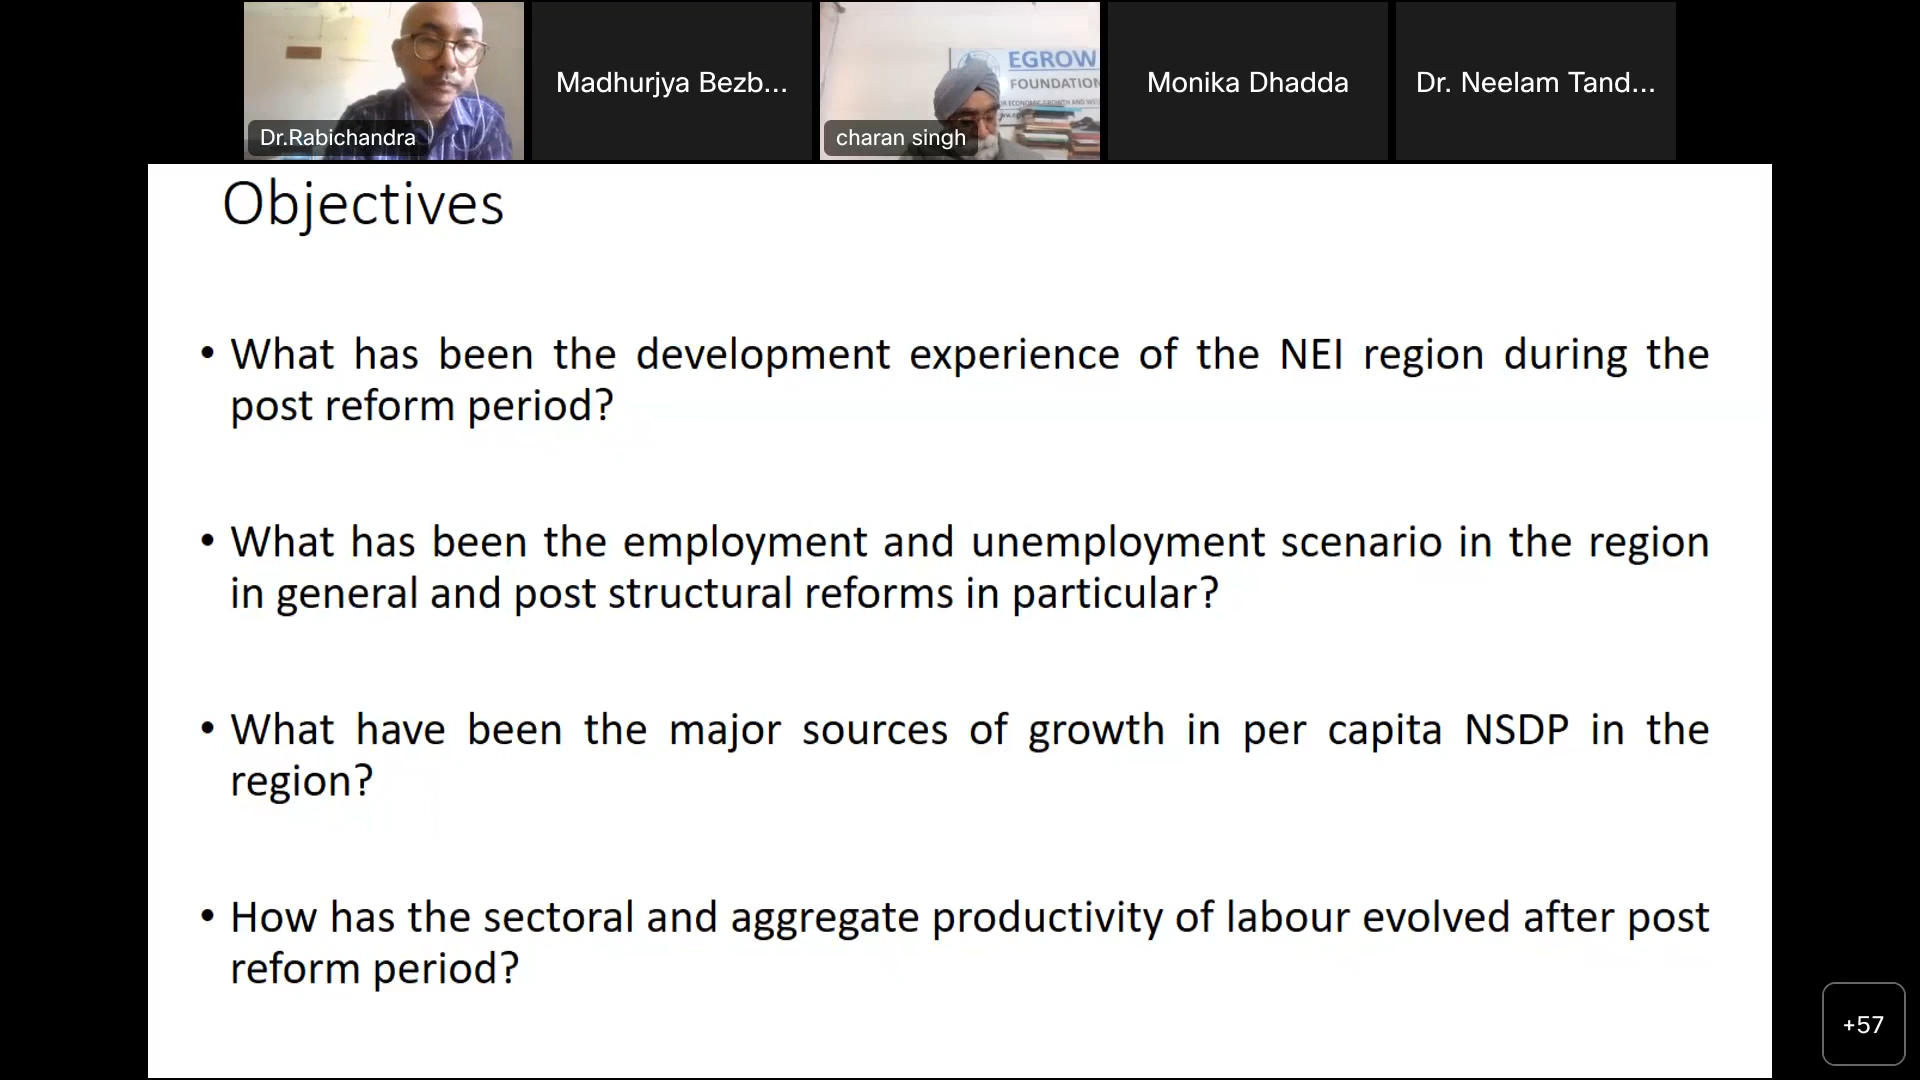 Dr.Rabichandra
Madhurjya Bezb...
EGROW
FOUNDATION
charan singh
Monika Dhadda
Dr. Neelam Tand...
Objectives
• What has been the development experience of the NEI region during the
post reform period?
• What has been the employment and unemployment scenario in the region
in general and post structural reforms in particular?
• What have been the major sources of growth in per capita NSDP in the
region?
• How has the sectoral and aggregate productivity of labour evolved after post
reform period?
+57